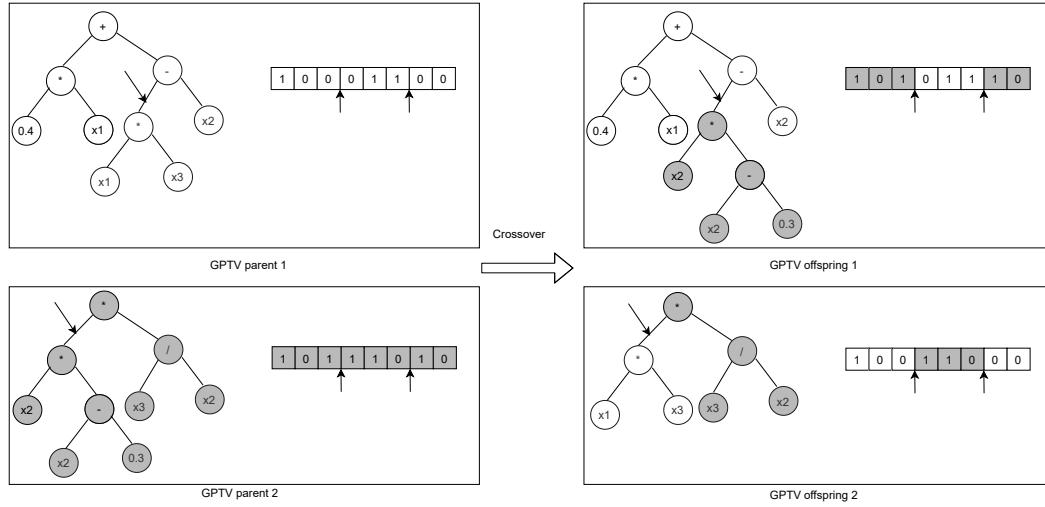 +
*
-
0.4
x1
*
x2
x1
x3
1 0 0 0 1 1 0 0
GPTV parent 1
*
*
/
x2
-
x3
x2
x2
0.3
1 0 1 1 1 0 1 0
GPTV parent 2
Crossover
+
*
-
0.4
x1
*
x2
x2
-
x2
0.3
1 0 1 0 1 1 1 0
GPTV offspring 1
*
*
/
x1
x3
x3
x2
1 0 0 1 1 0 0 0
GPTV offspring 2